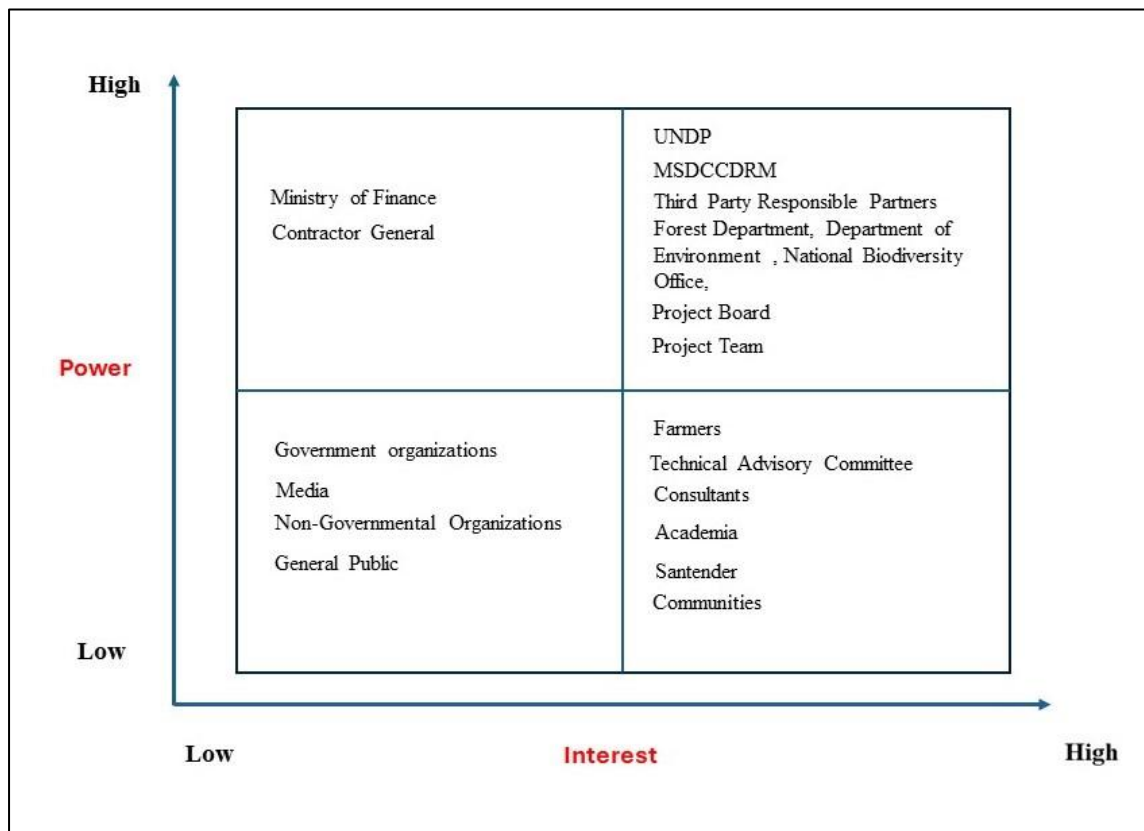 High
Ministry of Finance
Contractor General
UNDP
MSDCCDRM
Third Party Responsible Partners
Forest Department, Department of
Environment , National Biodiversity
Office,
Project Board
Project Team
Power
Government organizations
Media
Non-Governmental Organizations
General Public
Farmers
Technical Advisory Committee
Consultants
Academia
Santender
Communities
Low
Low
Interest
High